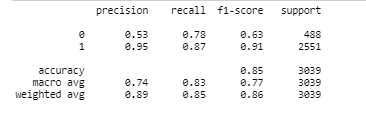 precision recall f1-score support
0 0.53 0.78 0.63 488
1 0.95 0.87 0.91 2551
accuracy 0.85 3039
macro avg 0.74 0.83 0.77 3039
weighted avg 0.89 0.85 0.86 3039